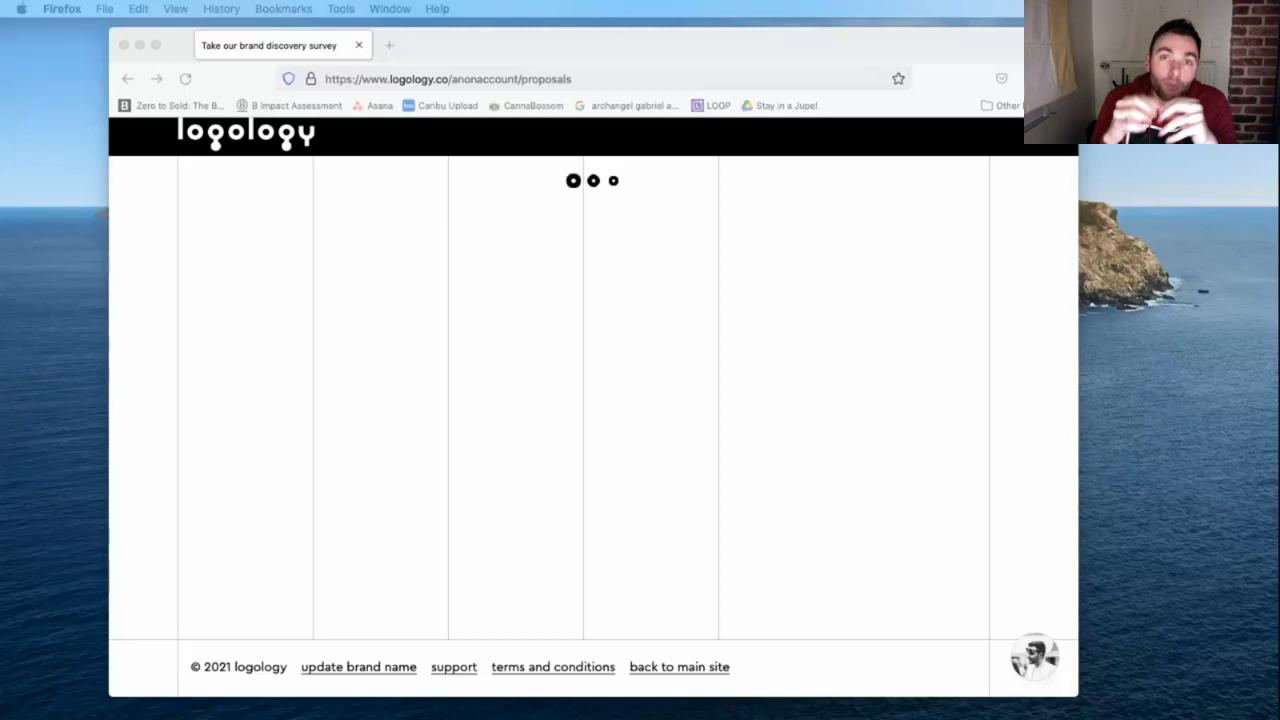 Firefox File Edit View History Bookmarks Tools Window Help
Take our brand discovery survey
https://www.logology.co/anonaccount/proposals
Zero to Sold: The B... B Impact Assessment Asana Caribu Upload CannaBossom archangel gabriel a... LOOP Stay in a Jupe! Other
logology
© 2021 logology update brand name support terms and conditions back to main site